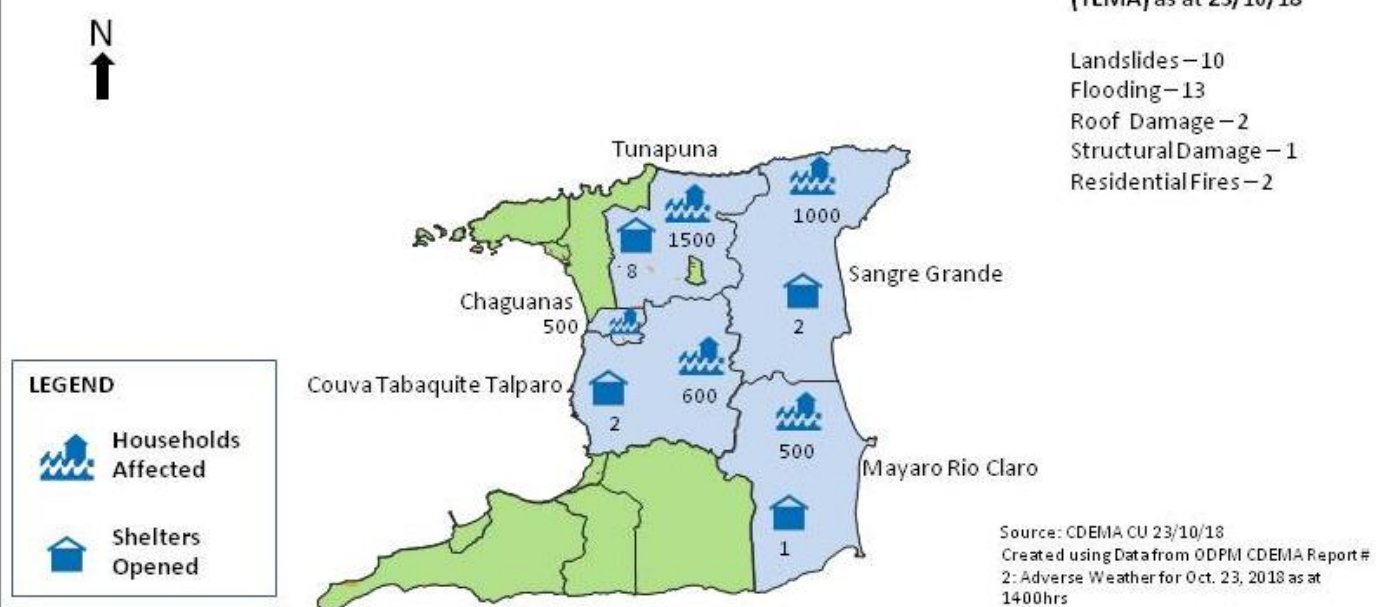 (TEMA) as at 23/10/18
Landslides – 10
Flooding – 13
Roof Damage – 2
Structural Damage – 1
Residential Fires – 2
N
Tunapuna
1000
1500
8
Sangre Grande
Chaguanas
500
2
LEGEND
Households
Affected
Shelters
Opened
Couva Tabaquite Talparo
600
2
500
Mayaro Rio Claro
1
Source: CDEMA CU 23/10/18
Created using Data from ODPM CDEMA Report #
2: Adverse Weather for Oct. 23, 2018 as at
1400hrs